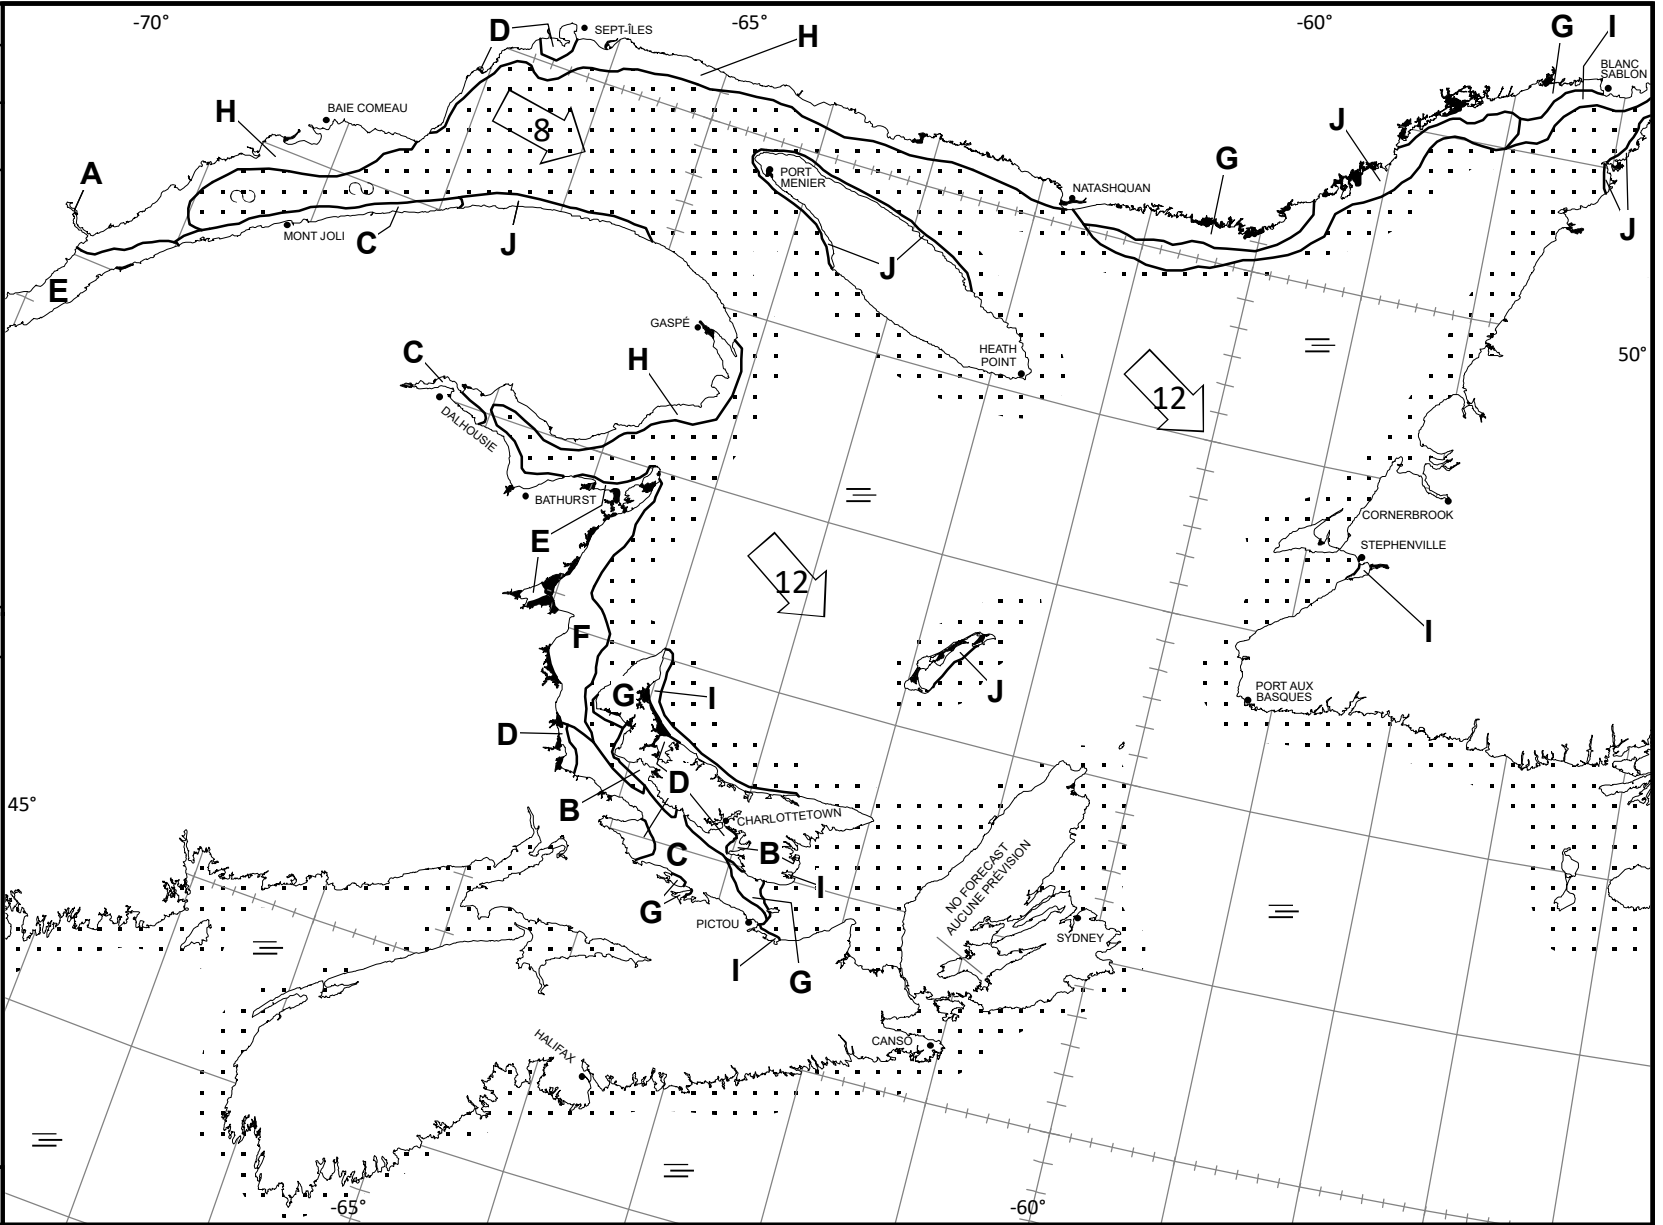 -70°
-65°
-60°
D
SEPT-ÎLES
H
G
I
BLANC
SABLON
H
BAIE COMEAU
8
J
A
PORT
MENIER
G
NATASHQUAN
MONT JOLI
C
J
J
J
E
GASPÉ
HEATH
POINT
50°
C
H
12
DALHOUSIE
BATHURST
CORNERBROOK
E
STEPHENVILLE
12
F
I
G
I
J
PORT AUX
BASQUES
D
D
45°
B
CHARLOTTETOWN
C
B
NO FORECAST
AUCUNE PRÉVISION
I
G
PICTOU
SYDNEY
I
G
HALIFAX
CANSO
-65°
-60°